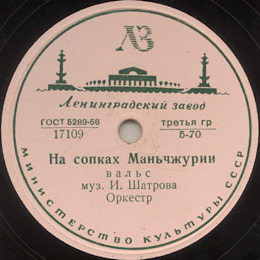 ЛЗ
Ленинградский завод
ГОСТ 5289-56
третья гр
17109
5-70
На сопках Маньчжурии
вальс
муз. И. Шатрова
Оркестр
МИНИСТЕРСТВО КУЛЬТУРЫ СССР